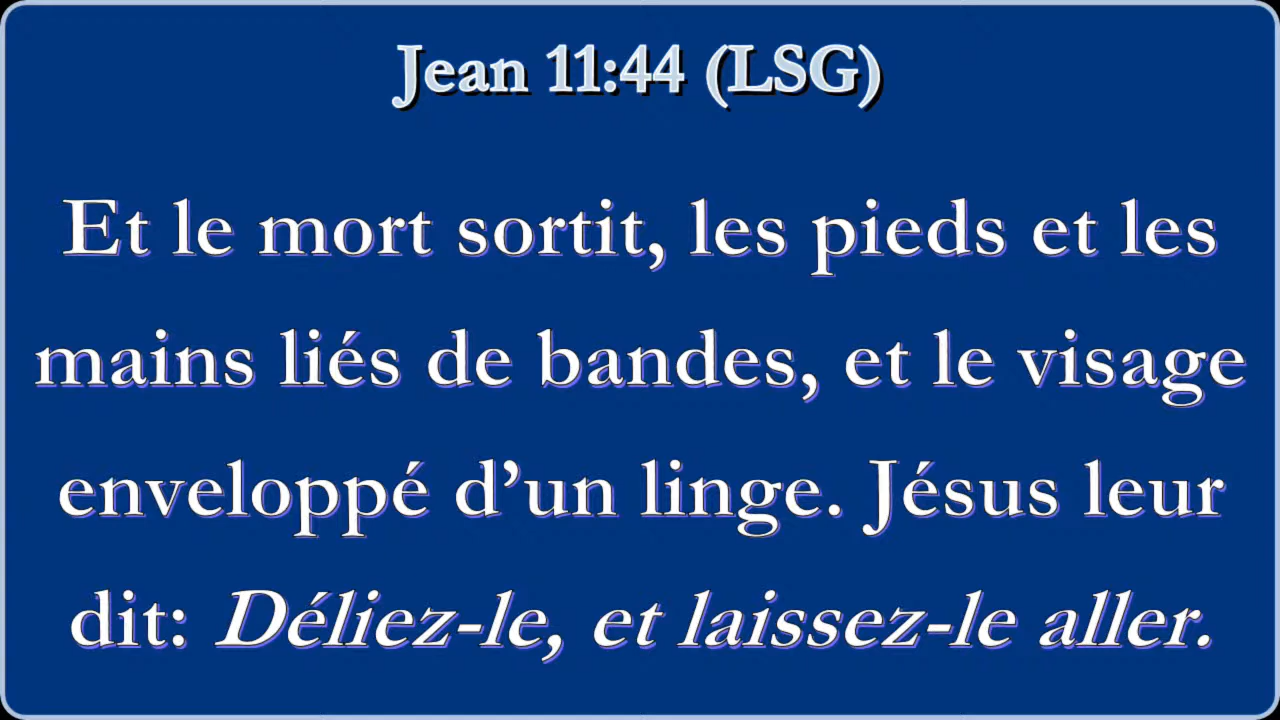 Jean 11:44 (LSG)
Et le mort sortit, les pieds et les
mains liés de bandes, et le visage
enveloppé d’un linge. Jésus leur
dit: Déliez-le, et laissez-le aller.